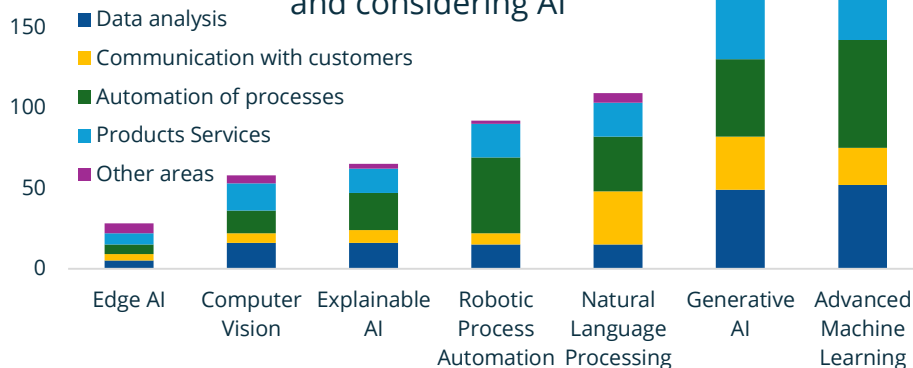 and considering AI
150
Data analysis
Communication with customers
100
Automation of processes
Products Services
50
Other areas
0
Edge AI
Computer Vision
Explainable AI
Robotic Process Automation
Natural Language Processing
Generative AI
Advanced Machine Learning